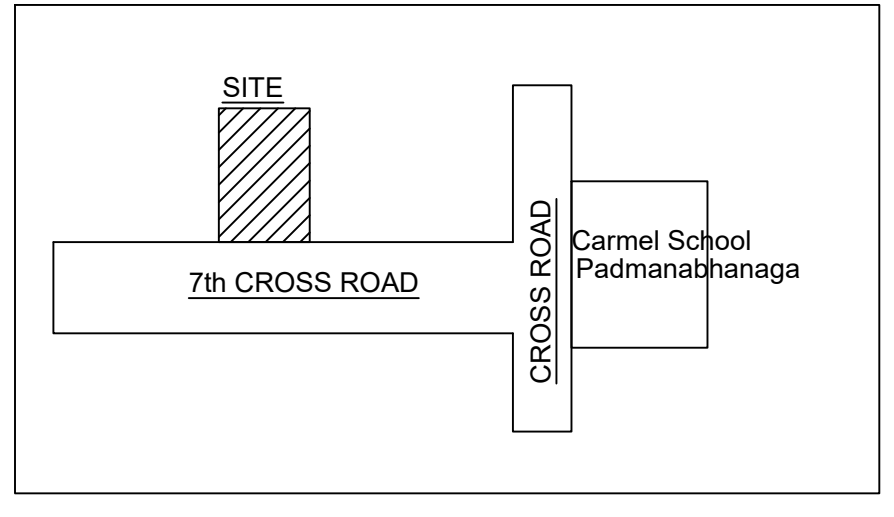 SITE
7th CROSS ROAD
CROSS ROAD
Carmel School
Padmanabhanaga